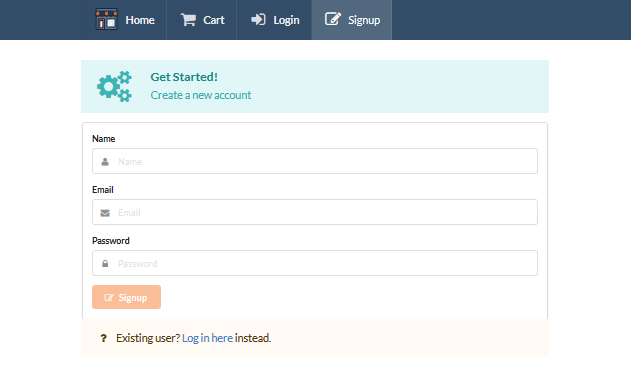 Home Cart Login Signup
Get Started!
Create a new account
Name
Name
Email
Email
Password
Password
Signup
? Existing user? Log in here instead.